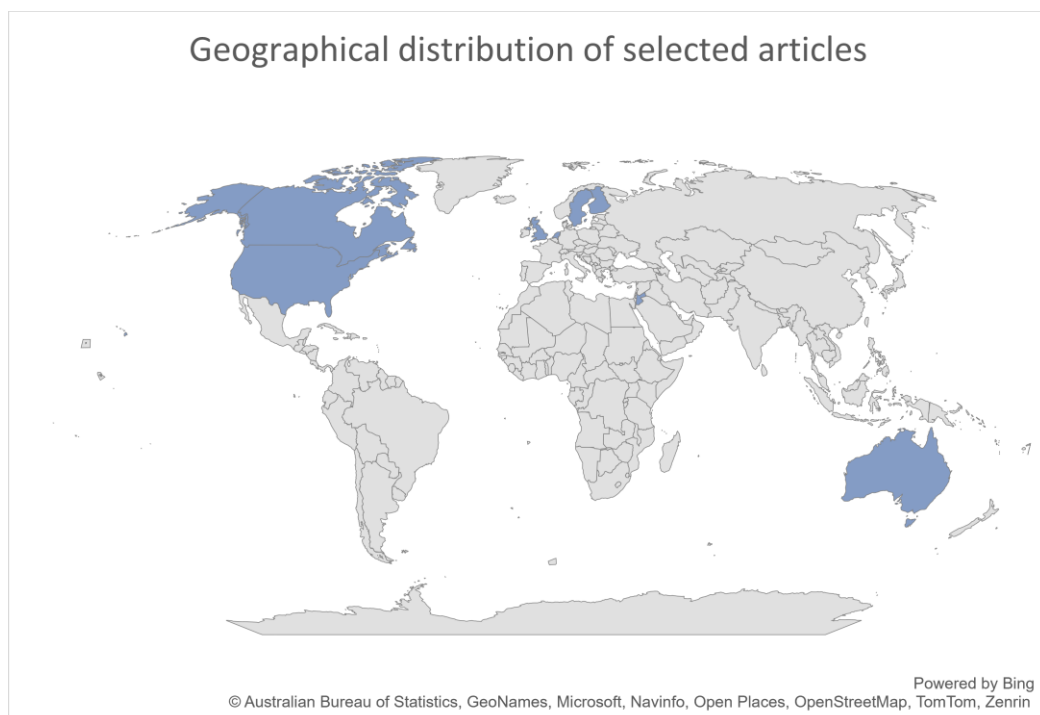 Geographical distribution of selected articles
Powered by Bing
© Australian Bureau of Statistics, GeoNames, Microsoft, Navinfo, Open Places, OpenStreetMap, TomTom, Zenrin